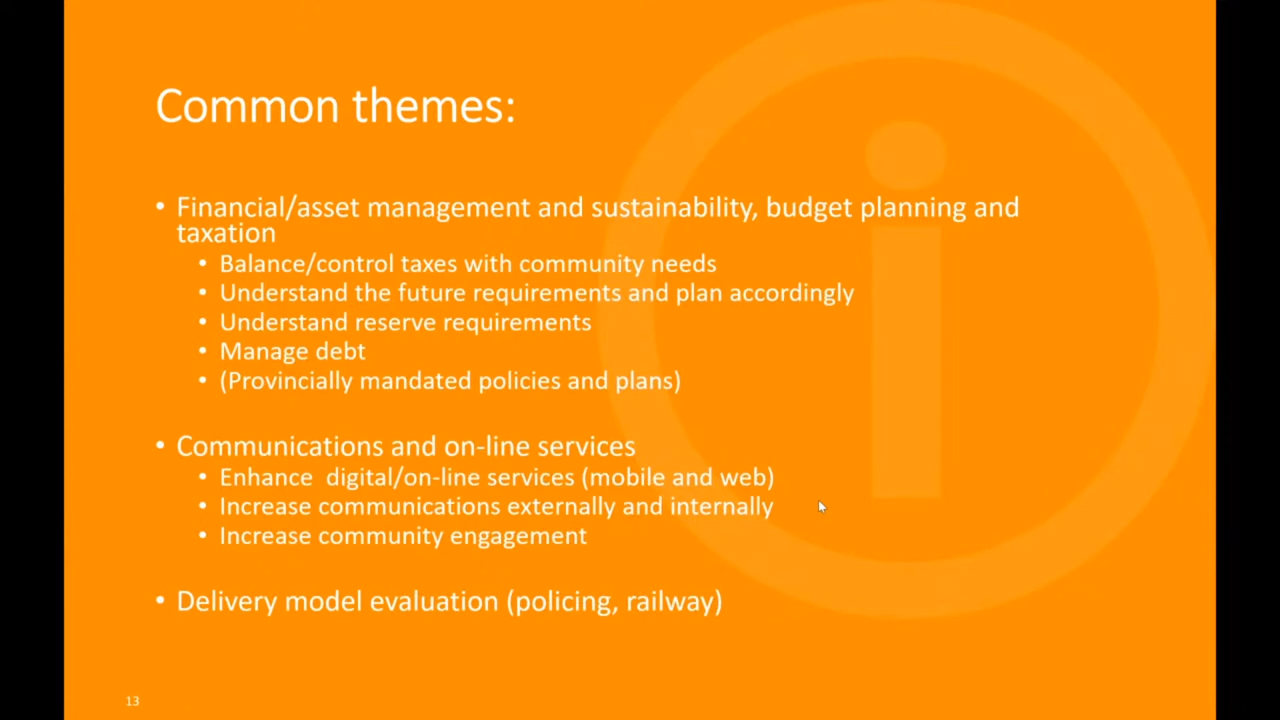 Common themes:
• Financial/asset management and sustainability, budget planning and
taxation
• Balance/control taxes with community needs
• Understand the future requirements and plan accordingly
• Understand reserve requirements
• Manage debt
• (Provincially mandated policies and plans)
• Communications and on-line services
• Enhance  digital/on-line services (mobile and web)
• Increase communications externally and internally
• Increase community engagement
• Delivery model evaluation (policing, railway)
13